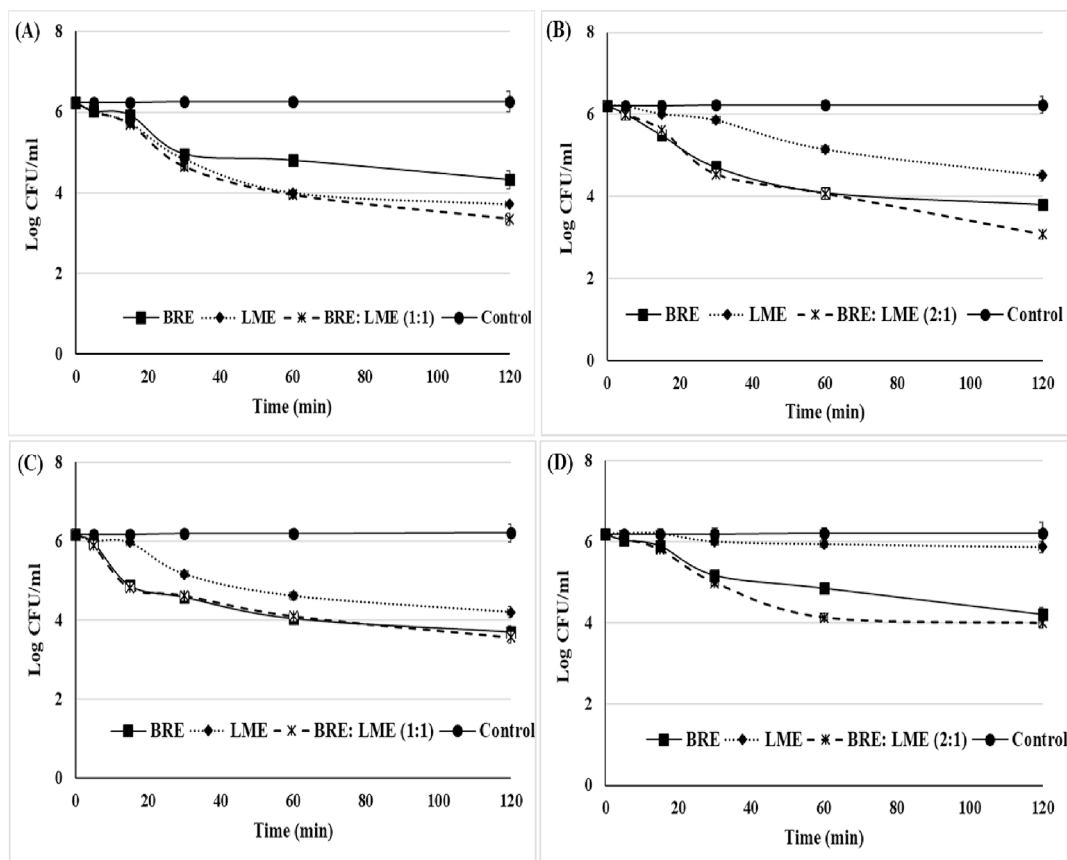 (A)
8
6
4
2
0
Log CFU/ml
BRE LME BRE: LME (1:1) Control
0 20 40 60 80 100 120
Time (min)
(B)
8
6
4
2
0
Log CFU/ml
BRE LME BRE: LME (2:1) Control
0 20 40 60 80 100 120
Time (min)
(C)
8
6
4
2
0
Log CFU/ml
BRE LME BRE: LME (1:1) Control
0 20 40 60 80 100 120
Time (min)
(D)
8
6
4
2
0
Log CFU/ml
BRE LME BRE: LME (2:1) Control
0 20 40 60 80 100 120
Time (min)